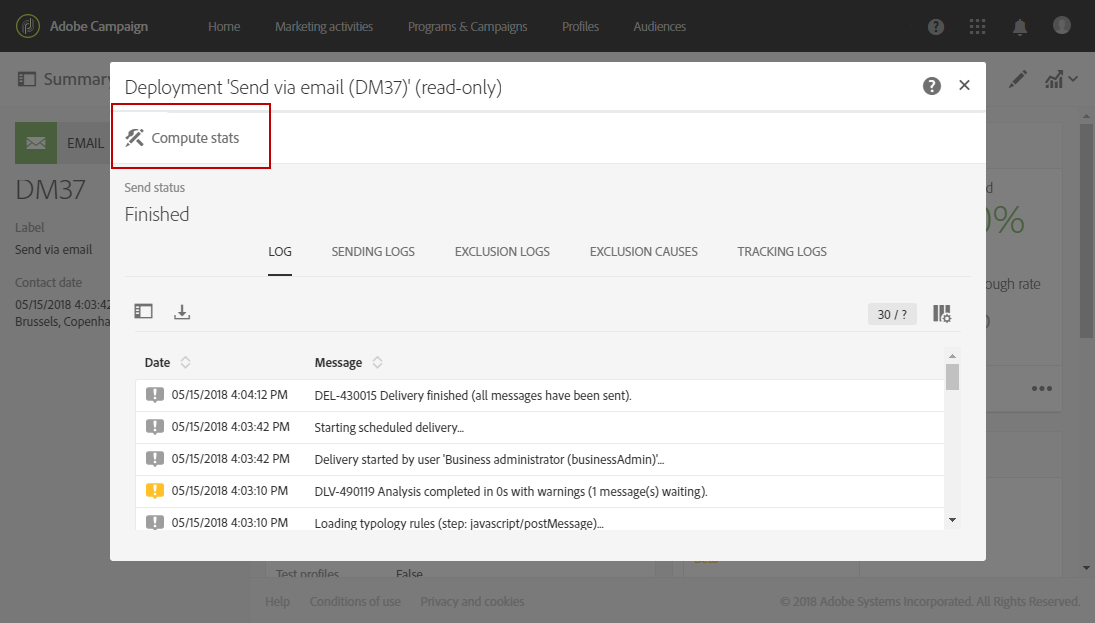 Adobe Campaign Home Marketing activities Programs & Campaigns Profiles Audiences
Summary
Deployment 'Send via email (DM37)' (read-only)
Compute stats
EMAIL
DM37
Label
Send via email
Contact date
05/15/2018 4:03:42
Brussels,
Send status
Finished
LOG SENDING LOGS EXCLUSION LOGS EXCLUSION CAUSES TRACKING LOGS
30 / ?
Date Message
05/15/2018 4:04:12 PM DEL-430015 Delivery finished (all messages have been sent).
05/15/2018 4:03:42 PM Starting scheduled delivery...
05/15/2018 4:03:42 PM Delivery started by user 'Business administrator (businessAdmin)'...
05/15/2018 4:03:10 PM DLV-490119 Analysis completed in 0s with warnings (1 message(s) waiting).
05/15/2018 4:03:10 PM Loading typology rules (step: javascript/postMessage)...
0%
rate
Test profiles False
Help Conditions of use Privacy and cookies © 2018 Adobe Systems Incorporated. All Rights Reserved.